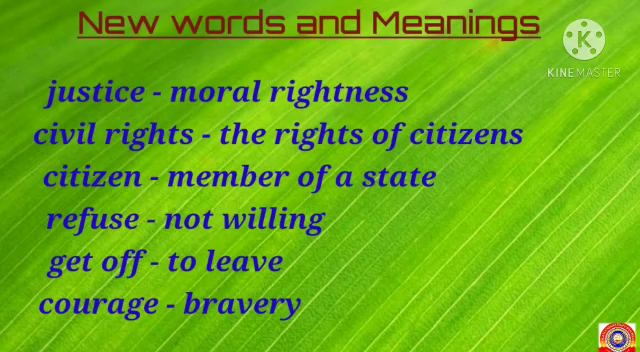 New words and Meanings
KINEMASTER
justice - moral rightness
civil rights - the rights of citizens
citizen - member of a state
refuse - not willing
get off - to leave
courage - bravery